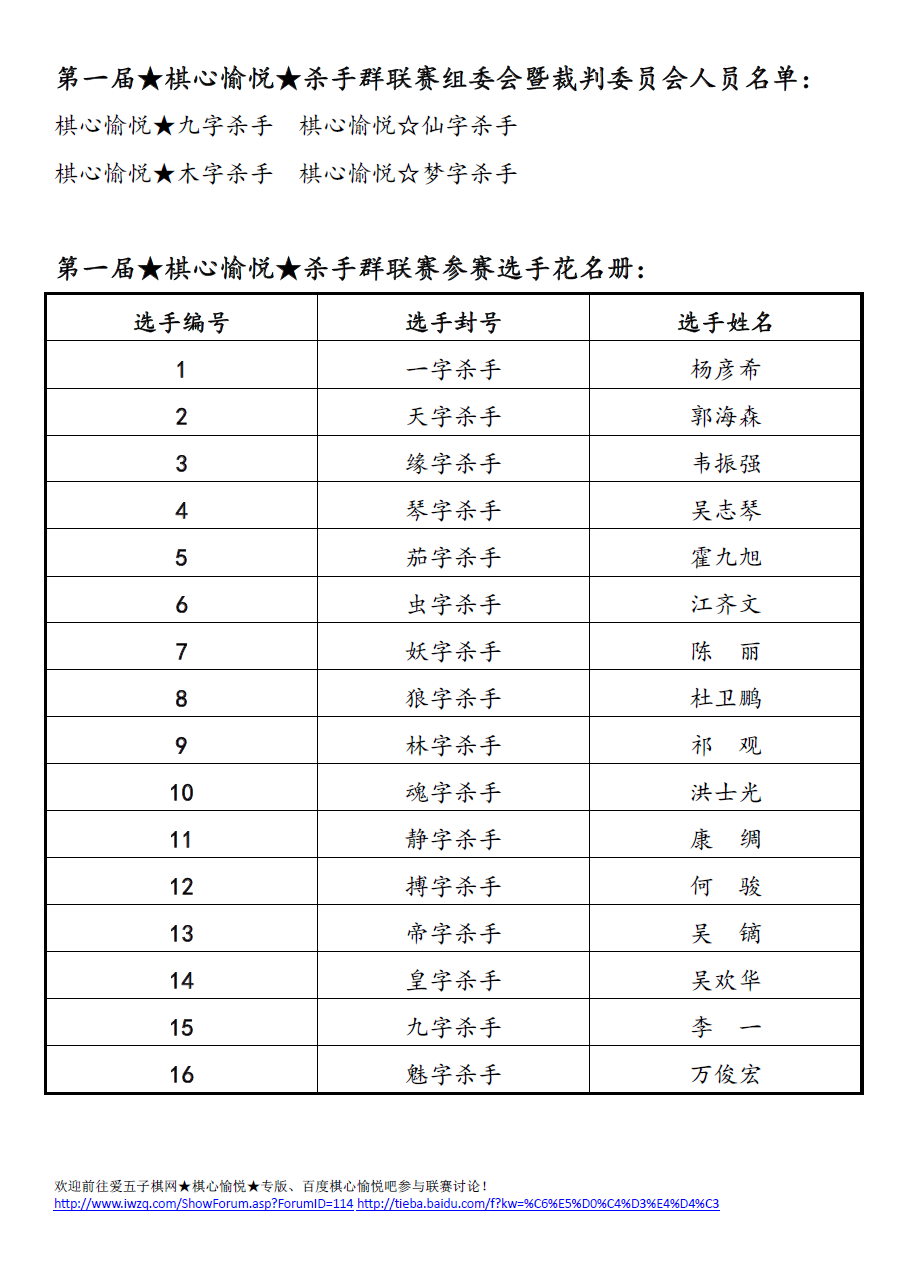 第一届★棋心愉悦★杀手群联赛组委会暨裁判委员会人员名单：
棋心愉悦★九字杀手　棋心愉悦☆仙字杀手
棋心愉悦★木字杀手　棋心愉悦☆梦字杀手
第一届★棋心愉悦★杀手群联赛参赛选手花名册：
选手编号 选手封号 选手姓名
1 一字杀手 杨彦希
2 天字杀手 郭海森
3 缘字杀手 韦振强
4 琴字杀手 吴志琴
5 茄字杀手 霍九旭
6 虫字杀手 江齐文
7 妖字杀手 陈　丽
8 狼字杀手 杜卫鹏
9 林字杀手 祁　观
10 魂字杀手 洪士光
11 静字杀手 康　绸
12 搏字杀手 何　骏
13 帝字杀手 吴　镝
14 皇字杀手 吴欢华
15 九字杀手 李　一
16 魅字杀手 万俊宏
欢迎前往爱五子棋网★棋心愉悦★专版、百度棋心愉悦吧参与联赛讨论！
http://www.iwzq.com/ShowForum.asp?ForumID=114 http://tieba.baidu.com/f?kw=%C6%E5%D0%C4%D3%E4%D4%C3